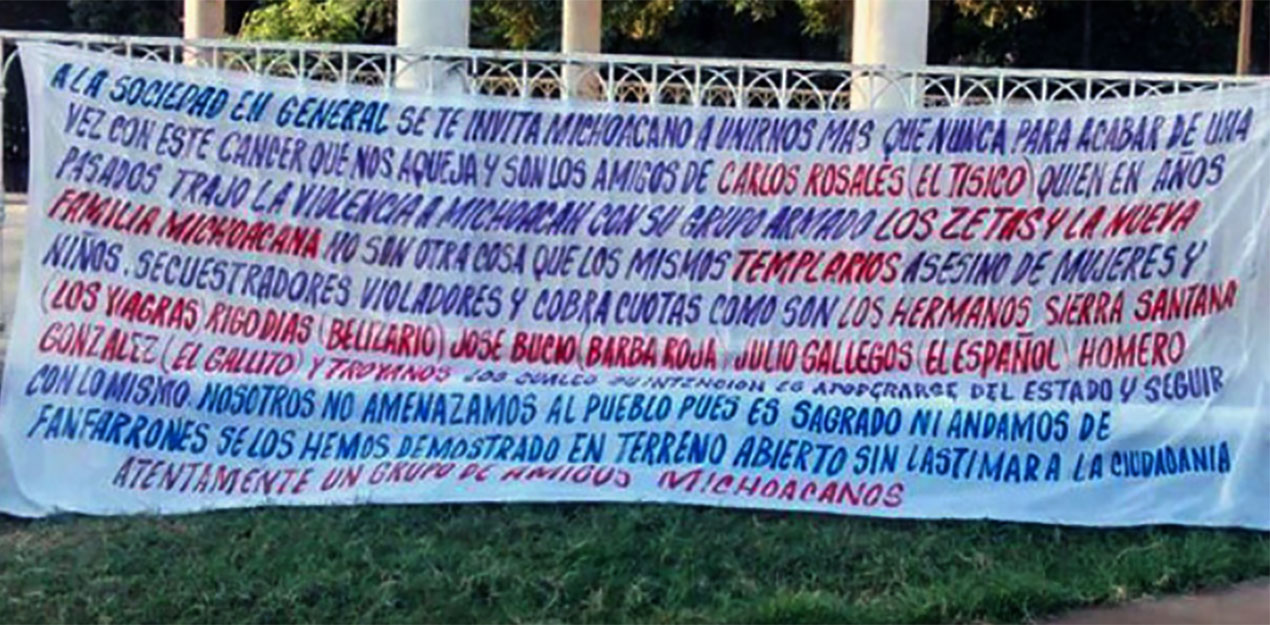 A LA SOCIEDAD EN GENERAL SE TE INVITA MICHOACANO A UNIRNOS MAS QUE NUNCA PARA ACABAR DE UNA
VEZ CON ESTE CANCER QUE NOS AQUEJA Y SON LOS AMIGOS DE CARLOS ROSALES (EL TISICO) QUIEN EN AÑOS
PASADOS TRAJO LA VIOLENCIA A MICHOACAN CON SU GRUPO ARMADO LOS ZETAS Y LA NUEVA
FAMILIA MICHOACANA NO SON OTRA COSA QUE LOS MISMOS TEMPLARIOS ASESINO DE MUJERES Y
NIÑOS. SECUESTRADORES VIOLADORES Y COBRA CUOTAS COMO SON LOS HERMANOS SIERRA SANTANA
(LOS VIAGRAS) RIGO DIAS (BELIZARIO) JOSE BUCIO (BARBA ROJA) JULIO GALLEGOS (EL ESPAÑOL) HOMERO
GONZALEZ (EL GALLITO) Y TROYANOS LOS CUALES SU INTENCION ES APODERARSE DEL ESTADO Y SEGUIR
CON LO MISMO. NOSOTROS NO AMENAZAMOS AL PUEBLO PUES ES SAGRADO NI ANDAMOS DE
FANFARRONES SE LOS HEMOS DEMOSTRADO EN TERRENO ABIERTO SIN LASTIMAR A LA CIUDADANIA
ATENTAMENTE UN GRUPO DE AMIGOS MICHOACANOS